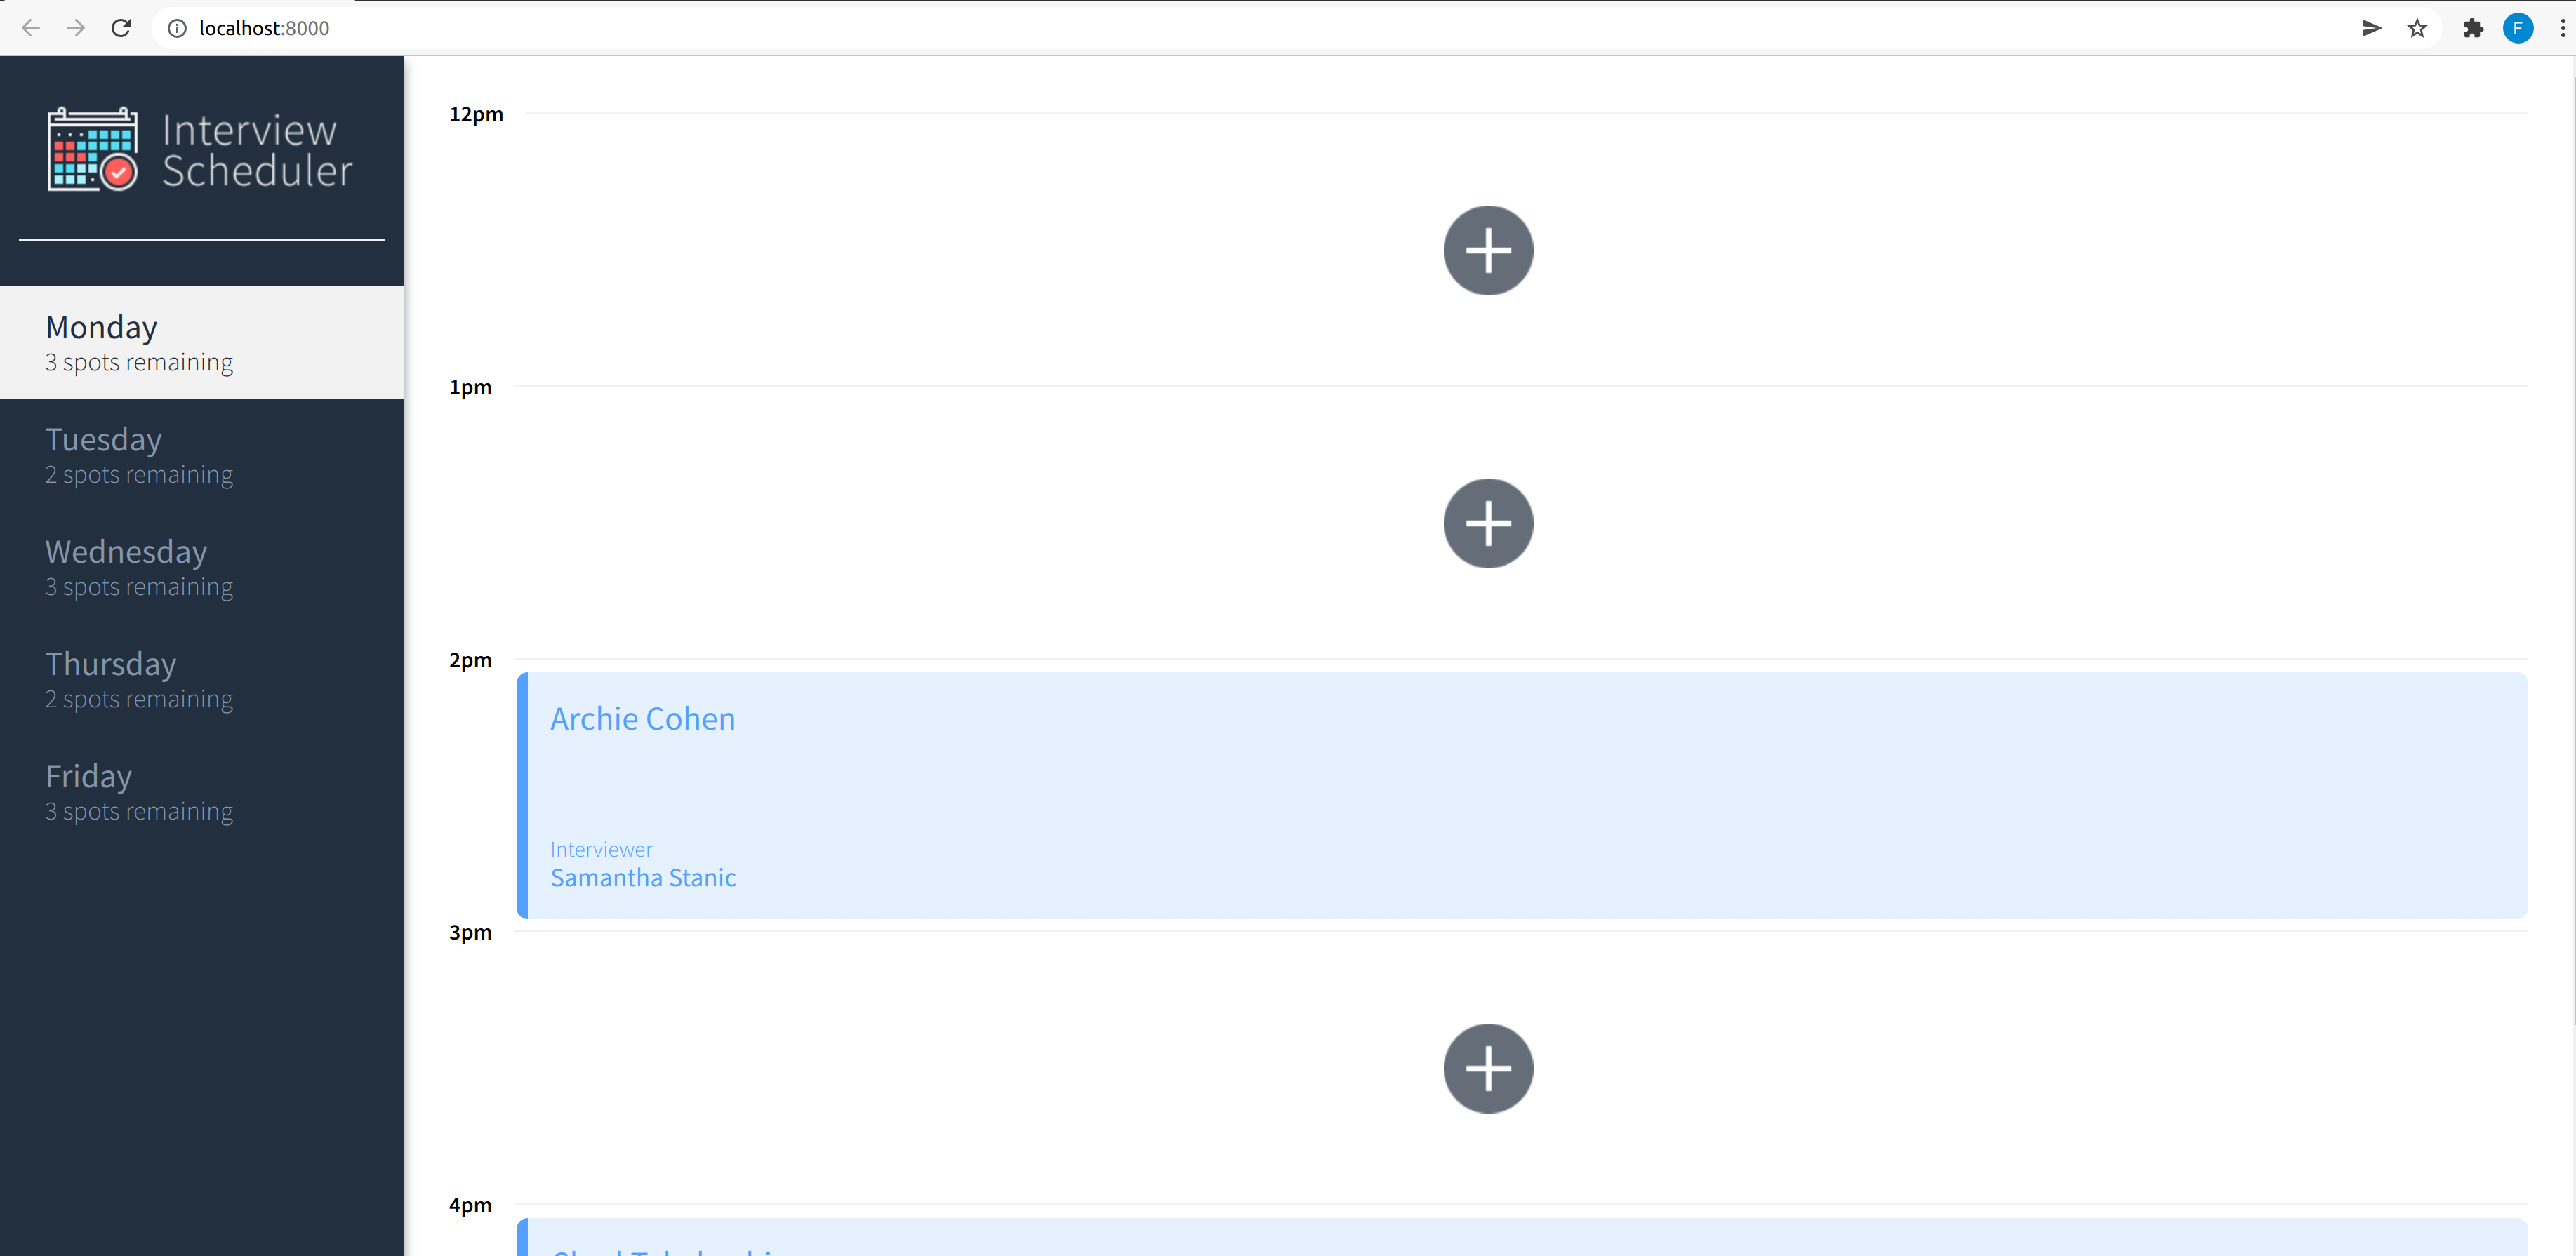 localhost:8000
F
Interview
Scheduler
Monday
3 spots remaining
Tuesday
2 spots remaining
Wednesday
3 spots remaining
Thursday
2 spots remaining
Friday
3 spots remaining
12pm
1pm
2pm
Archie Cohen
Interviewer
Samantha Stanic
3pm
4pm